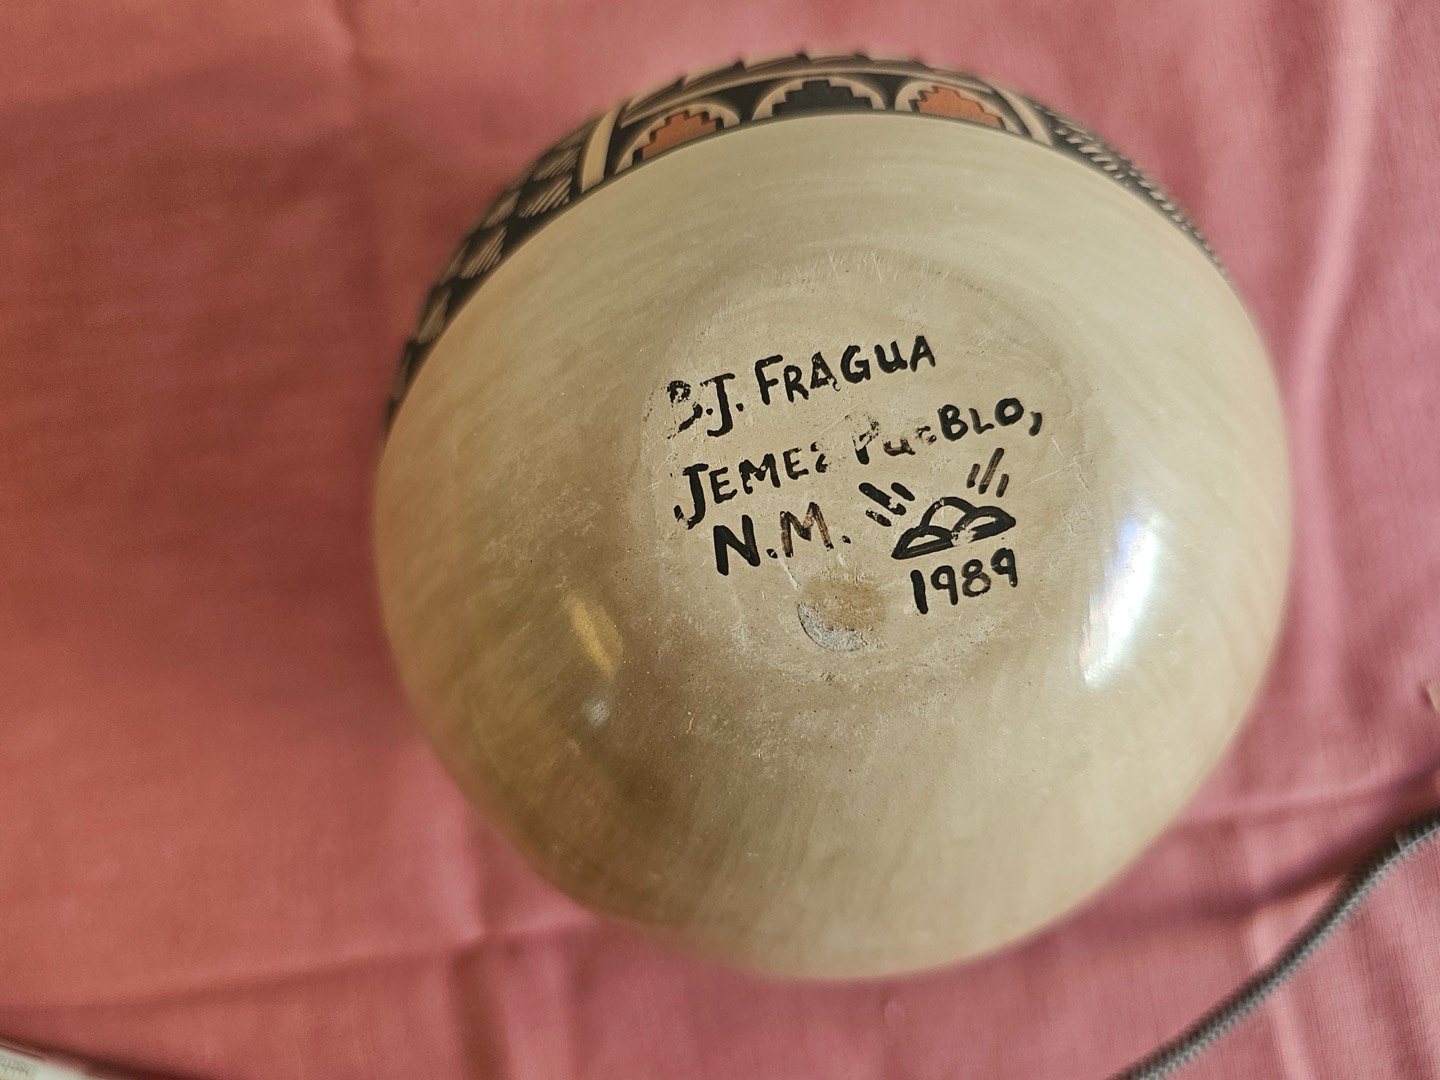 B.J. FRAGUA
JEMEZ PUEBLO,
N.M.
1989